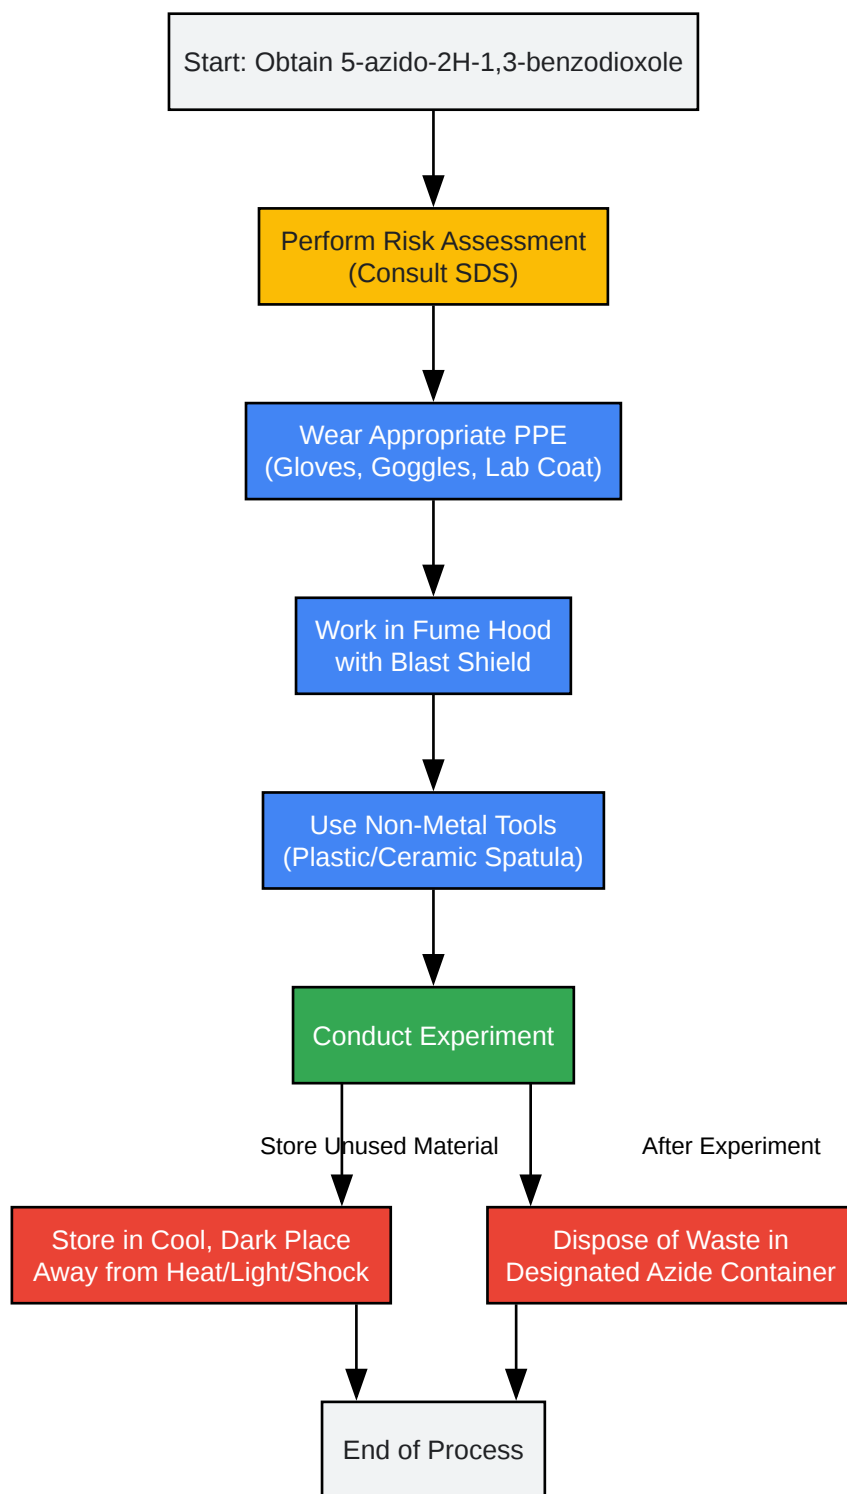 Start: Obtain 5-azido-2H-1,3-benzodioxole
Perform Risk Assessment
(Consult SDS)
Wear Appropriate PPE
(Gloves, Goggles, Lab Coat)
Work in Fume Hood
with Blast Shield
Use Non-Metal Tools
(Plastic/Ceramic Spatula)
Conduct Experiment
Store Unused Material
After Experiment
Store in Cool, Dark Place
Away from Heat/Light/Shock
Dispose of Waste in
Designated Azide Container
End of Process